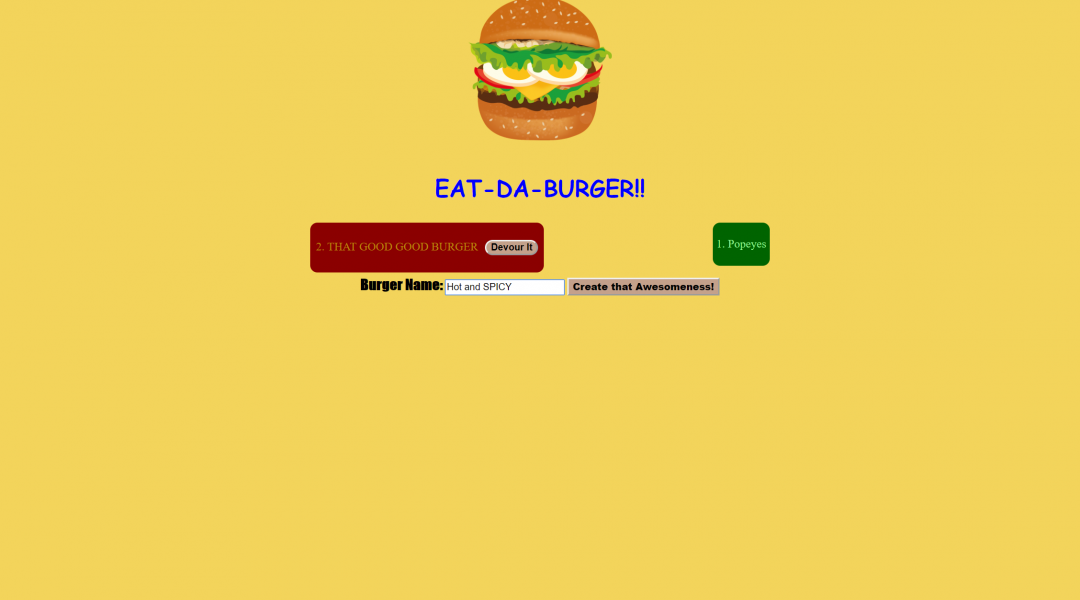 EAT-DA-BURGER!!
2. THAT GOOD GOOD BURGER Devour It
1. Popeyes
Burger Name: Hot and SPICY Create that Awesomeness!